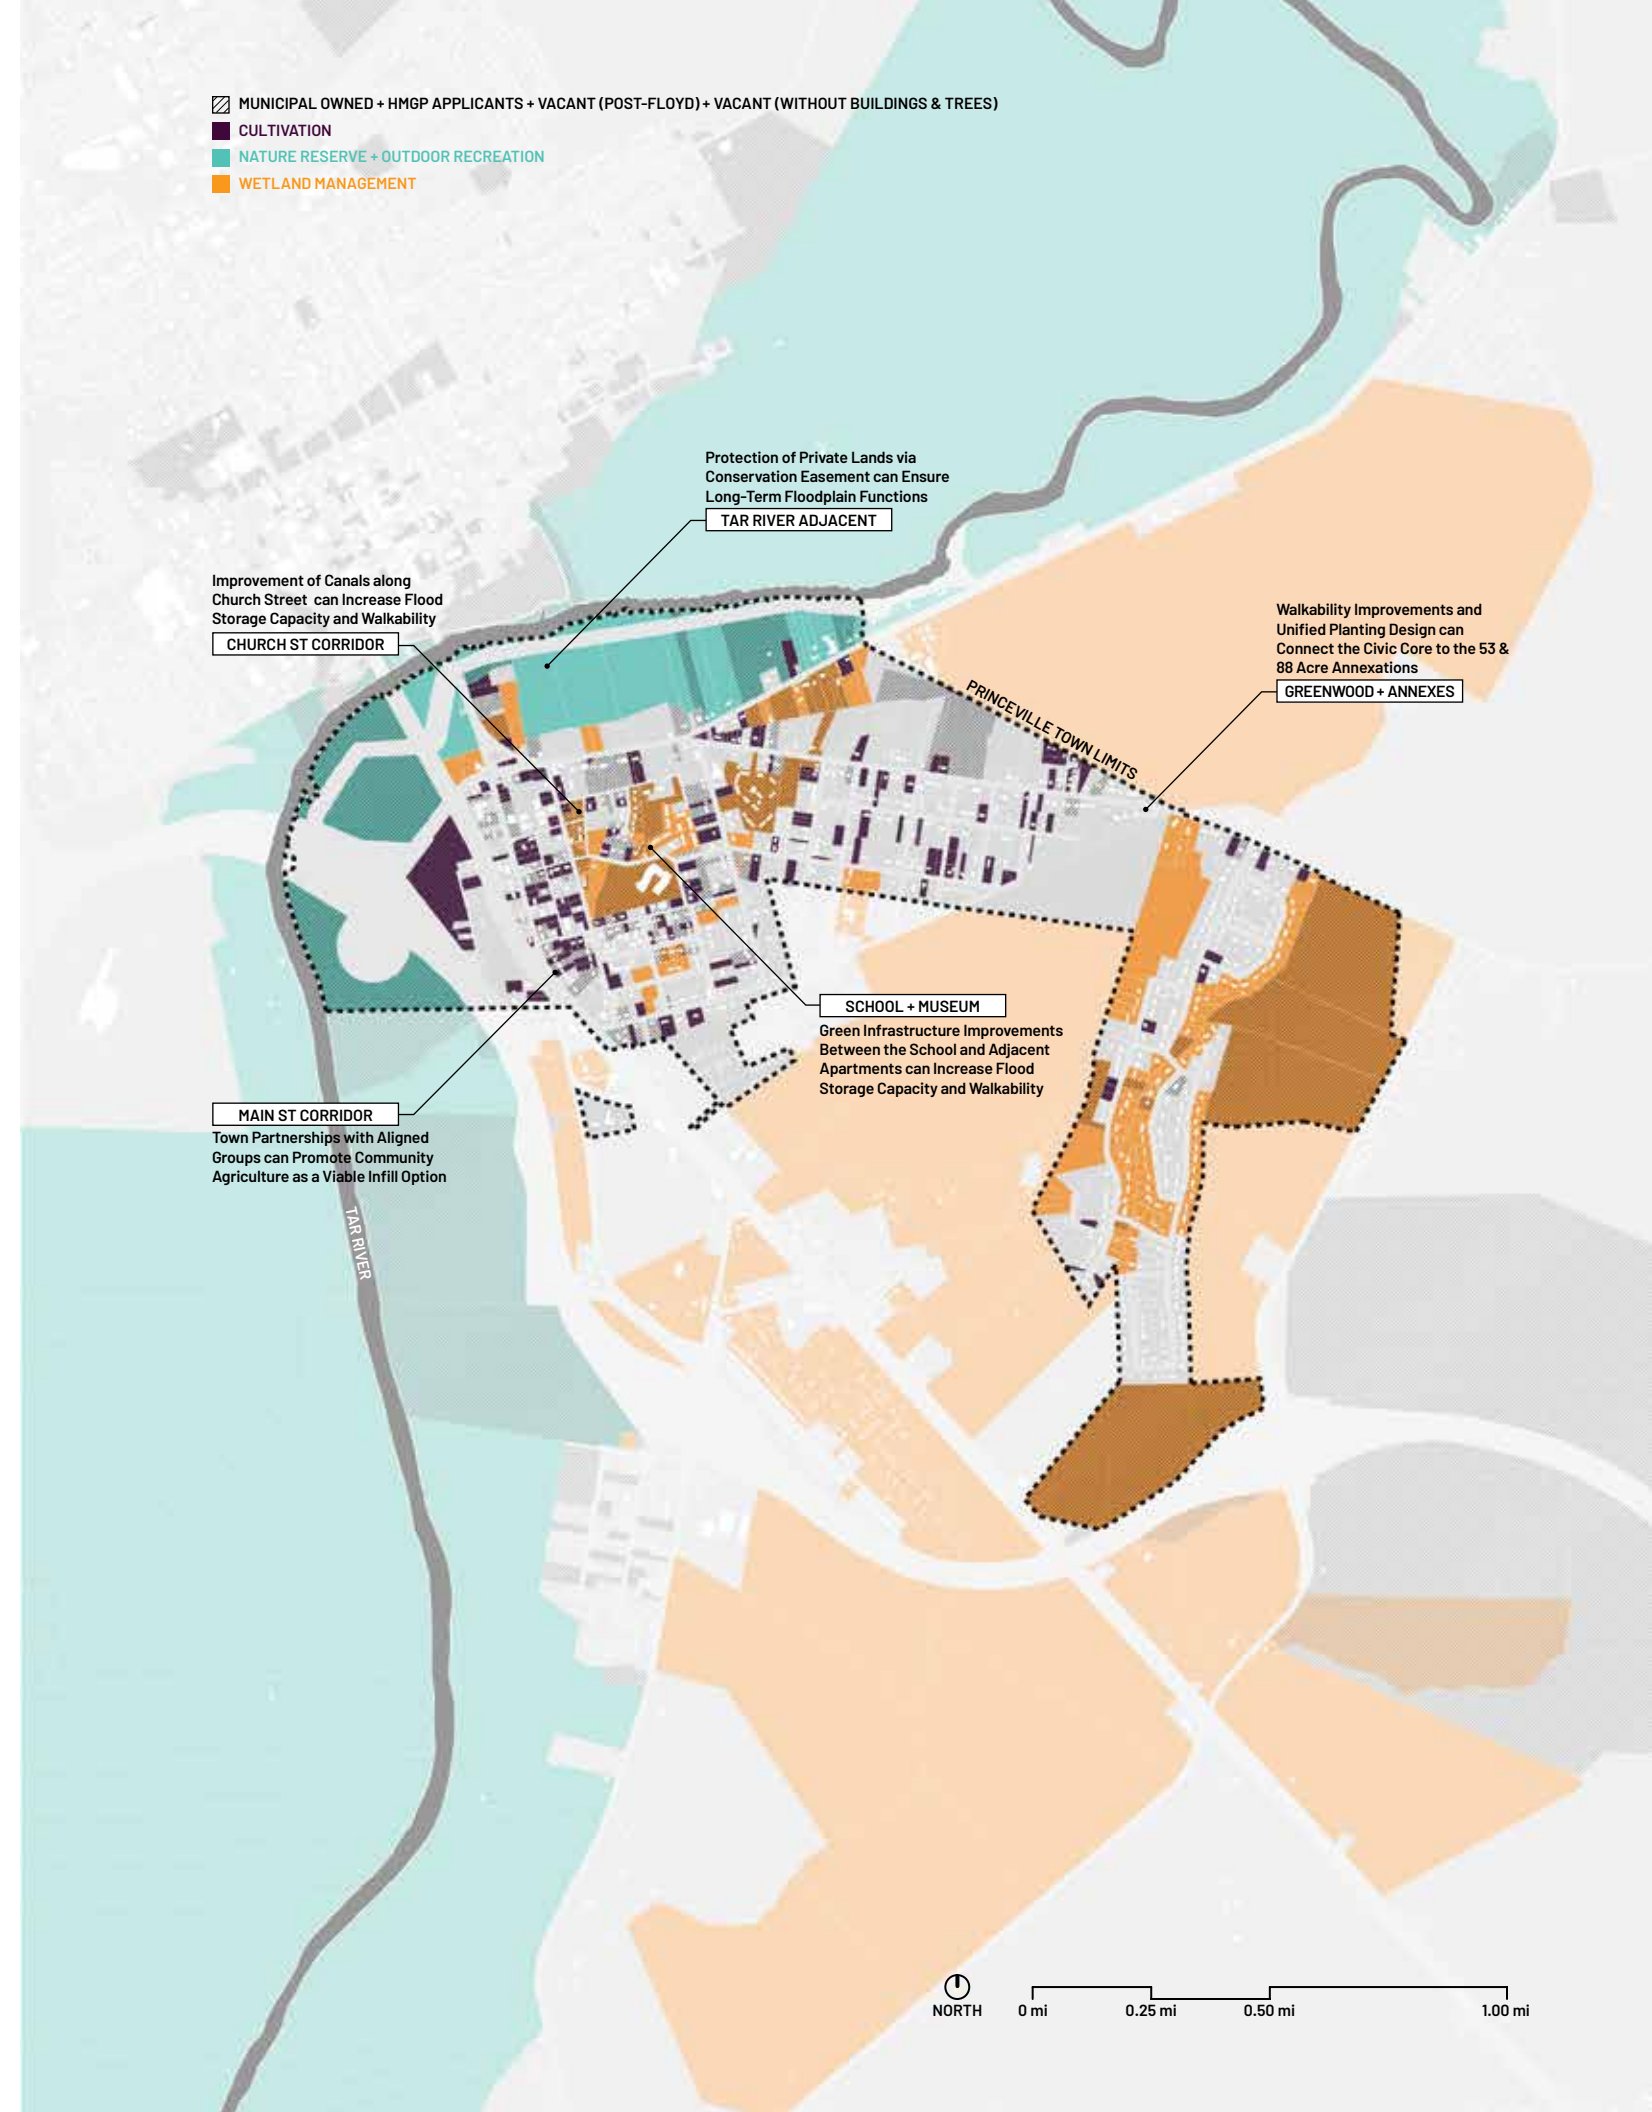 MUNICIPAL OWNED + HMGP APPLICANTS + VACANT (POST-FLOYD) + VACANT (WITHOUT BUILDINGS & TREES)
CULTIVATION
NATURE RESERVE + OUTDOOR RECREATION
WETLAND MANAGEMENT
Protection of Private Lands via
Conservation Easement can Ensure
Long-Term Floodplain Functions
TAR RIVER ADJACENT
Improvement of Canals along
Church Street can Increase Flood
Storage Capacity and Walkability
CHURCH ST CORRIDOR
Walkability Improvements and
Unified Planting Design can
Connect the Civic Core to the 53 &
88 Acre Annexations
GREENWOOD + ANNEXES
PRINCEVILLE TOWN LIMITS
SCHOOL + MUSEUM
Green Infrastructure Improvements
Between the School and Adjacent
Apartments can Increase Flood
Storage Capacity and Walkability
MAIN ST CORRIDOR
Town Partnerships with Aligned
Groups can Promote Community
Agriculture as a Viable Infill Option
TAR RIVER
NORTH
0 mi
0.25 mi
0.50 mi
1.00 mi